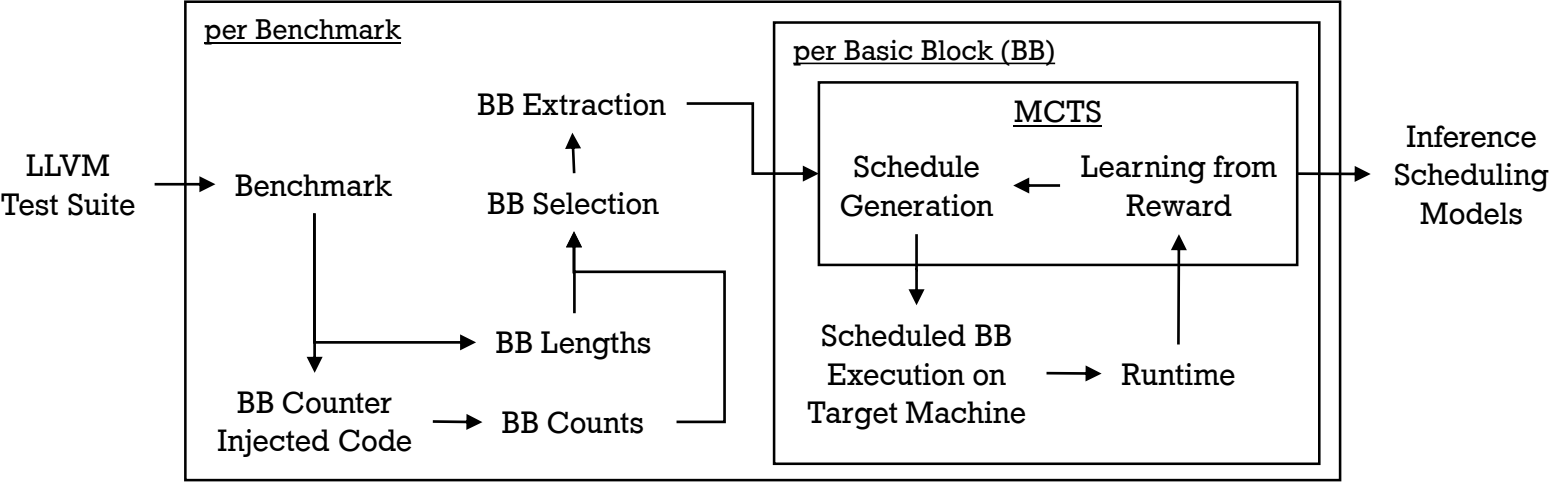 per Benchmark
per Basic Block (BB)
MCTS
LLVM
Test Suite
Benchmark
BB Extraction
BB Selection
BB Lengths
BB Counter
Injected Code
BB Counts
Schedule
Generation
Learning from
Reward
Scheduled BB
Execution on
Target Machine
Runtime
Inference
Scheduling
Models